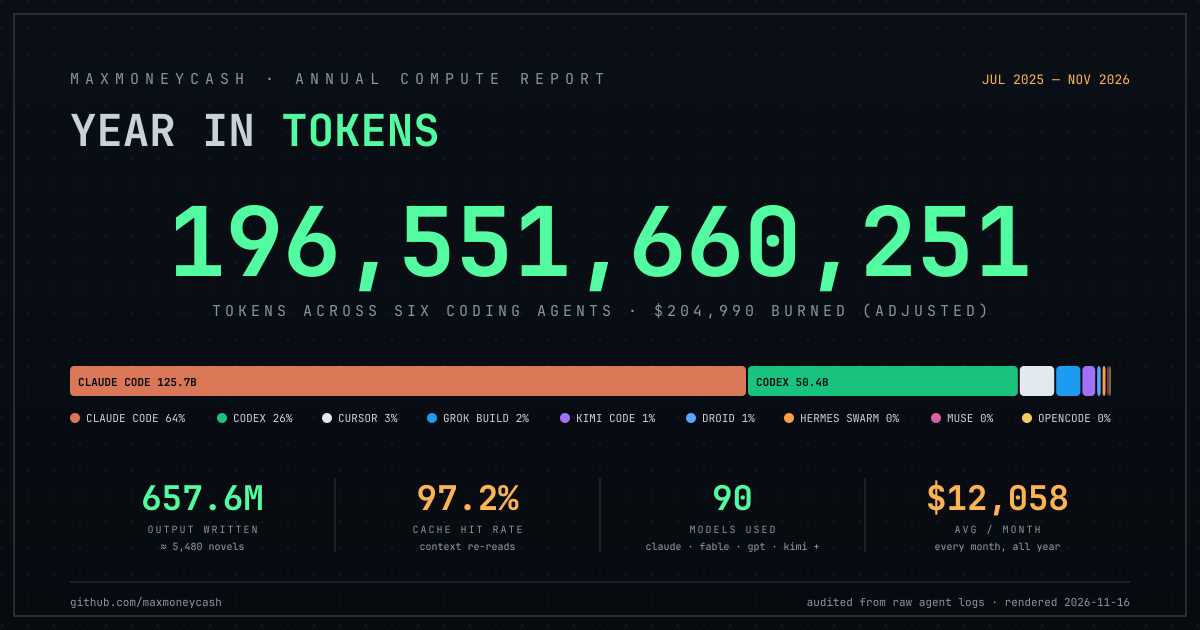 MAXMONEYCASH · ANNUAL COMPUTE REPORT
JUL 2025 — NOV 2026
YEAR IN TOKENS
196,551,660,251
TOKENS ACROSS SIX CODING AGENTS · $204,990 BURNED (ADJUSTED)
CLAUDE CODE 125.7B
CODEX 50.4B
CLAUDE CODE 64%
CODEX 26%
CURSOR 3%
GROK BUILD 2%
KIMI CODE 1%
DROID 1%
HERMES SWARM 0%
MUSE 0%
OPENCODE 0%
657.6M
OUTPUT WRITTEN
≈ 5,480 novels
97.2%
CACHE HIT RATE
context re-reads
90
MODELS USED
claude · fable · gpt · kimi +
$12,058
AVG / MONTH
every month, all year
github.com/maxmoneycash
audited from raw agent logs · rendered 2026-11-16